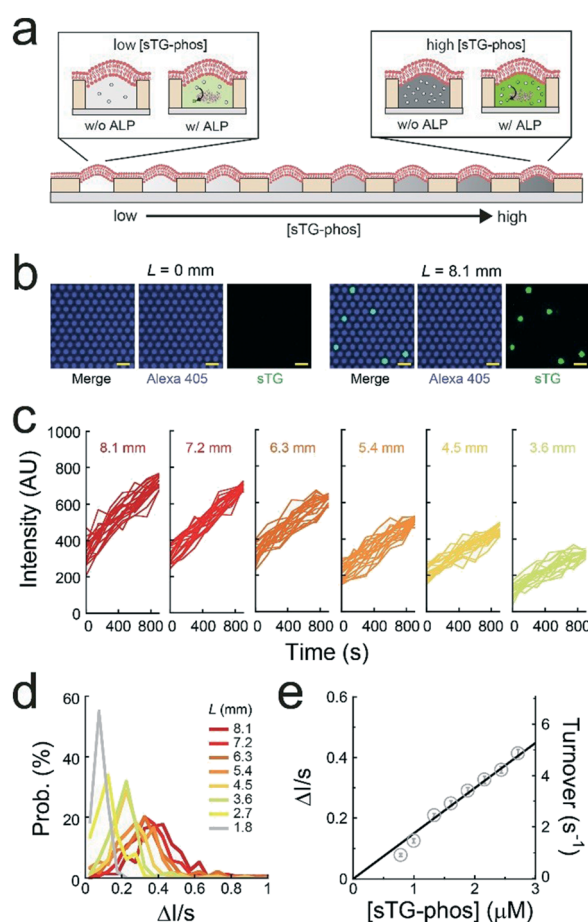 a
low [sTG-phos]
w/o ALP
w/ ALP
high [sTG-phos]
w/o ALP
w/ ALP
low
[sTG-phos]
high
b
L = 0 mm
L = 8.1 mm
Merge
Alexa 405
sTG
Merge
Alexa 405
sTG
c
Intensity (AU)
1000
800
600
400
200
0
8.1 mm
7.2 mm
6.3 mm
5.4 mm
4.5 mm
3.6 mm
0 400 800
0 400 800
0 400 800
0 400 800
0 400 800
0 400 800
Time (s)
d
Prob. (%)
60
40
20
0
L (mm)
8.1
7.2
6.3
5.4
4.5
3.6
2.7
1.8
0 0.2 0.4 0.6 0.8 1
ΔI/s
e
ΔI/s
0.6
0.4
0.2
0
6
4
2
0
Turnover (s-1)
0 1 2 3
[sTG-phos] (μM)